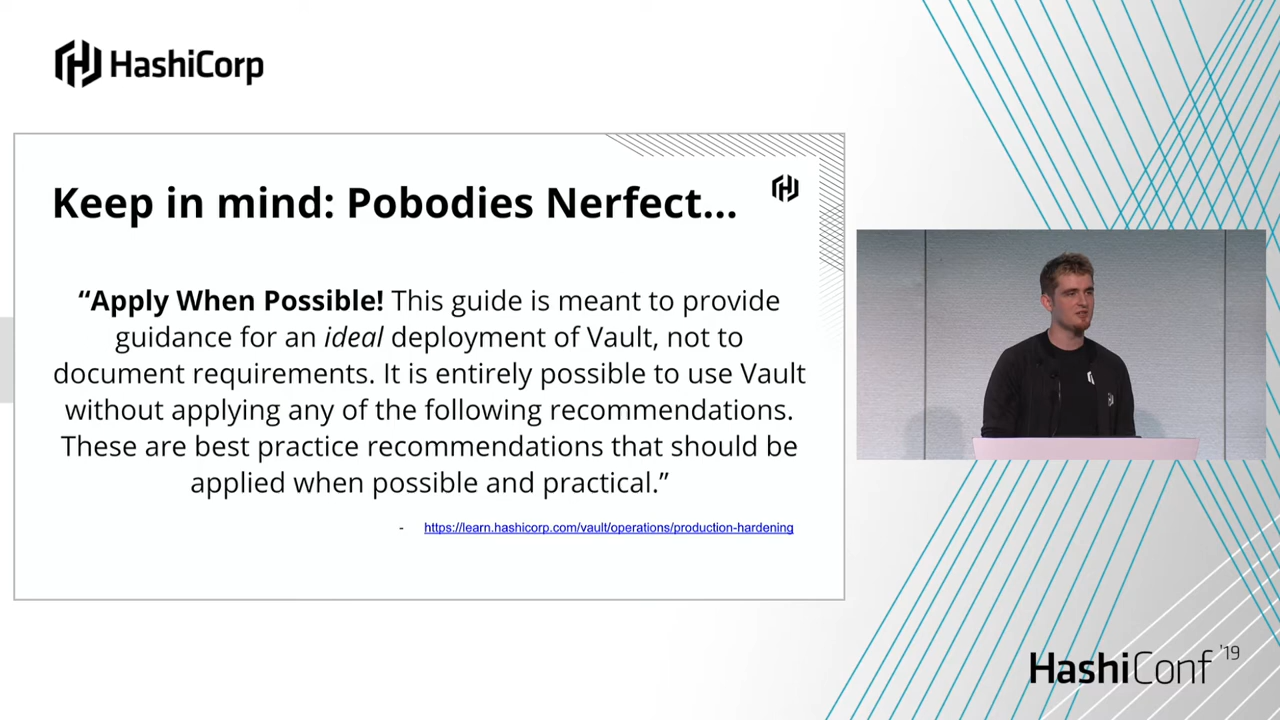 HashiCorp
Keep in mind: Pobodies Nerfect...
“Apply When Possible! This guide is meant to provide
guidance for an ideal deployment of Vault, not to
document requirements. It is entirely possible to use Vault
without applying any of the following recommendations.
These are best practice recommendations that should be
applied when possible and practical.”
- https://learn.hashicorp.com/vault/operations/production-hardening
HashiConf '19